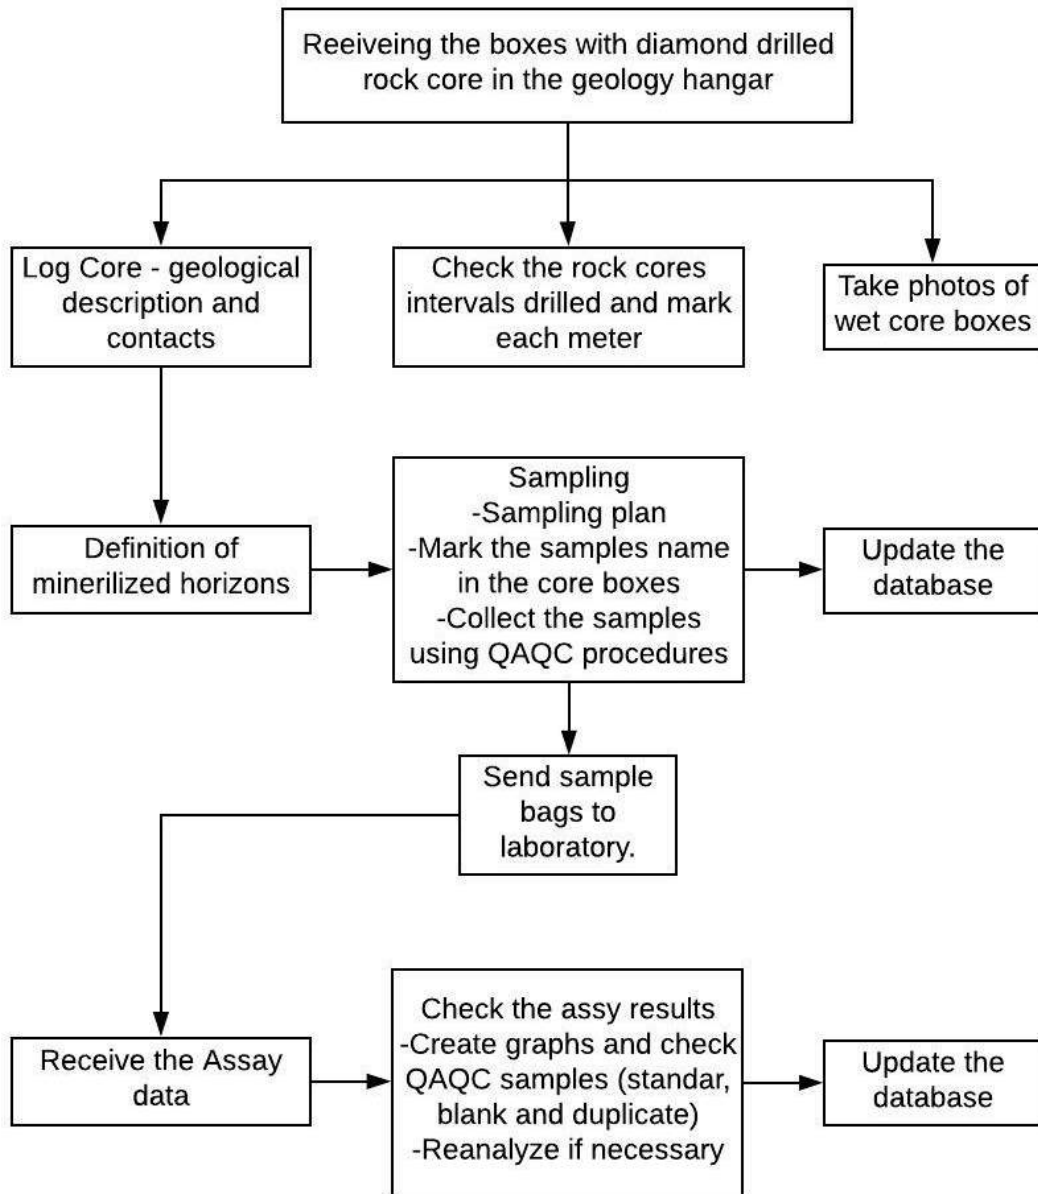 Reeiveing the boxes with diamond drilled
rock core in the geology hangar
Log Core - geological
description and
contacts
Check the rock cores
intervals drilled and mark
each meter
Take photos of
wet core boxes
Definition of
minerilized horizons
Sampling
-Sampling plan
-Mark the samples name
in the core boxes
-Collect the samples
using QAQC procedures
Update the
database
Send sample
bags to
laboratory.
Receive the Assay
data
Check the assy results
-Create graphs and check
QAQC samples (standar,
blank and duplicate)
-Reanalyze if necessary
Update the
database